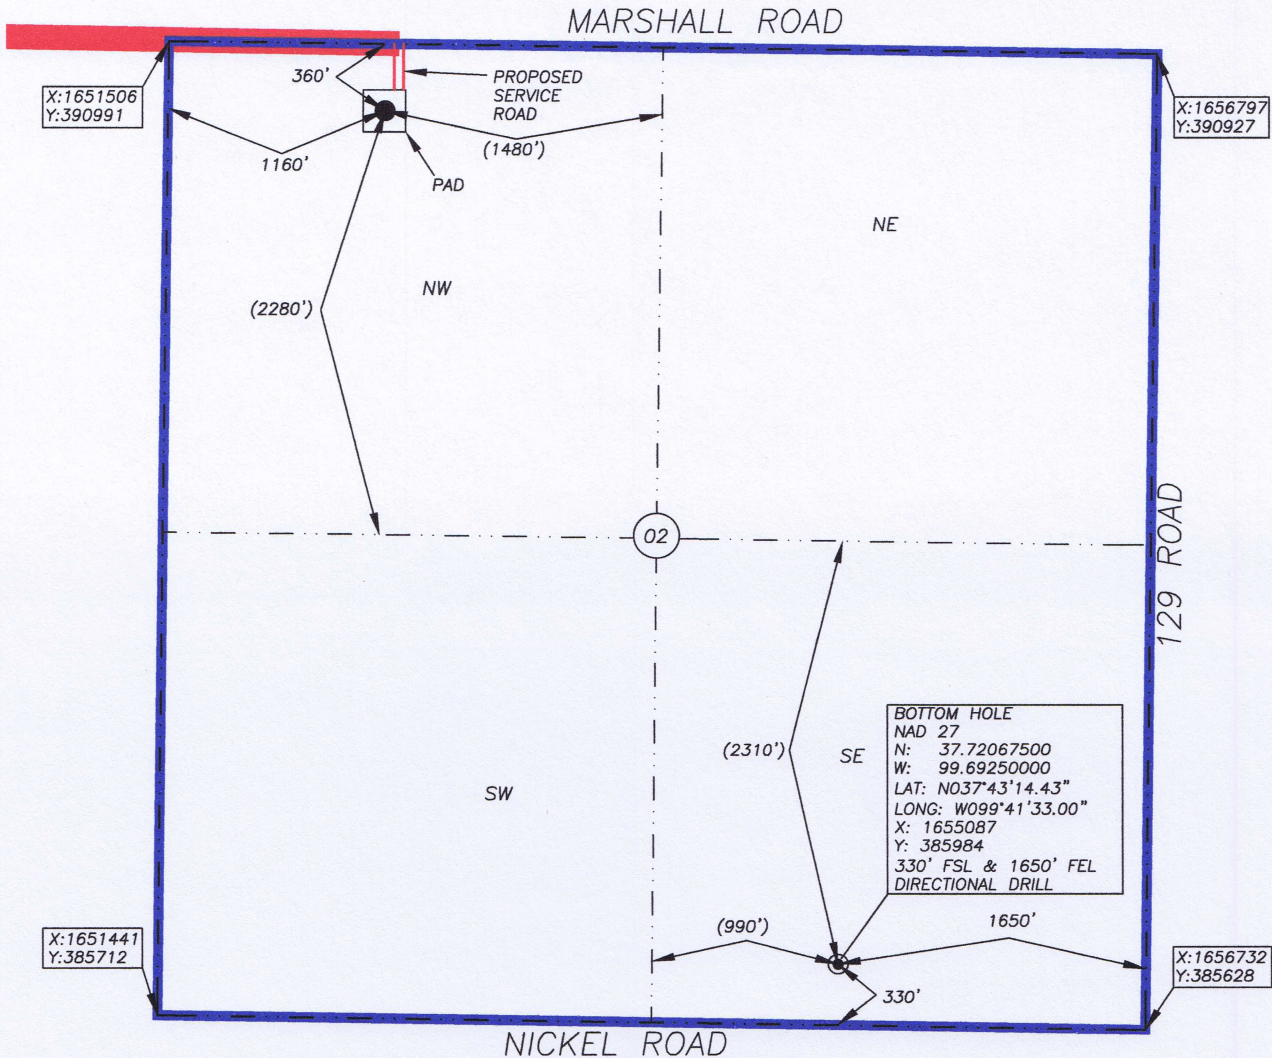 MARSHALL ROAD
X:1651506
Y:390991
360'
PROPOSED
SERVICE
ROAD
X:1656797
Y:390927
1160'
(1480')
PAD
NE
NW
(2280')
02
129 ROAD
BOTTOM HOLE
NAD 27
N: 37.72067500
W: 99.69250000
LAT: N037°43'14.43"
LONG: W099°41'33.00"
X: 1655087
Y: 385984
330' FSL & 1650' FEL
DIRECTIONAL DRILL
(2310')
SE
SW
X:1651441
Y:385712
(990')
1650'
X:1656732
Y:385628
330'
NICKEL ROAD